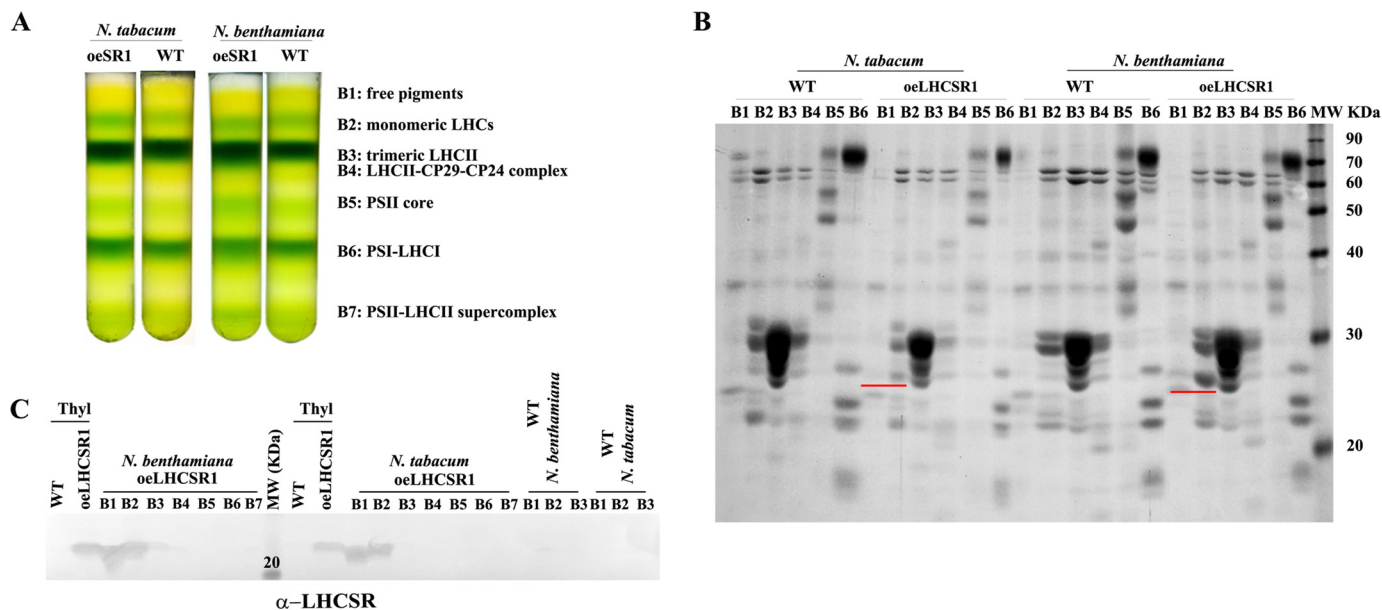 A
N. tabacum
N. benthamiana
oeSR1
WT
oeSR1
WT
B1: free pigments
B2: monomeric LHCs
B3: trimeric LHCII
B4: LHCII-CP29-CP24 complex
B5: PSII core
B6: PSI-LHCI
B7: PSII-LHCII supercomplex
B
N. tabacum
N. benthamiana
WT
oeLHCSR1
WT
oeLHCSR1
B1 B2 B3 B4 B5 B6 B1 B2 B3 B4 B5 B6 B1 B2 B3 B4 B5 B6 B1 B2 B3 B4 B5 B6 MW KDa
90
70
60
50
40
30
20
C
Thyl
WT
oeLHCSR1
N. benthamiana
oeLHCSR1
B1 B2 B3 B4 B5 B6 B7
MW (KDa)
Thyl
WT
oeLHCSR1
N. tabacum
oeLHCSR1
B1 B2 B3 B4 B5 B6 B7
WT
N. benthamiana
B1 B2 B3
WT
N. tabacum
B1 B2 B3
20
α–LHCSR